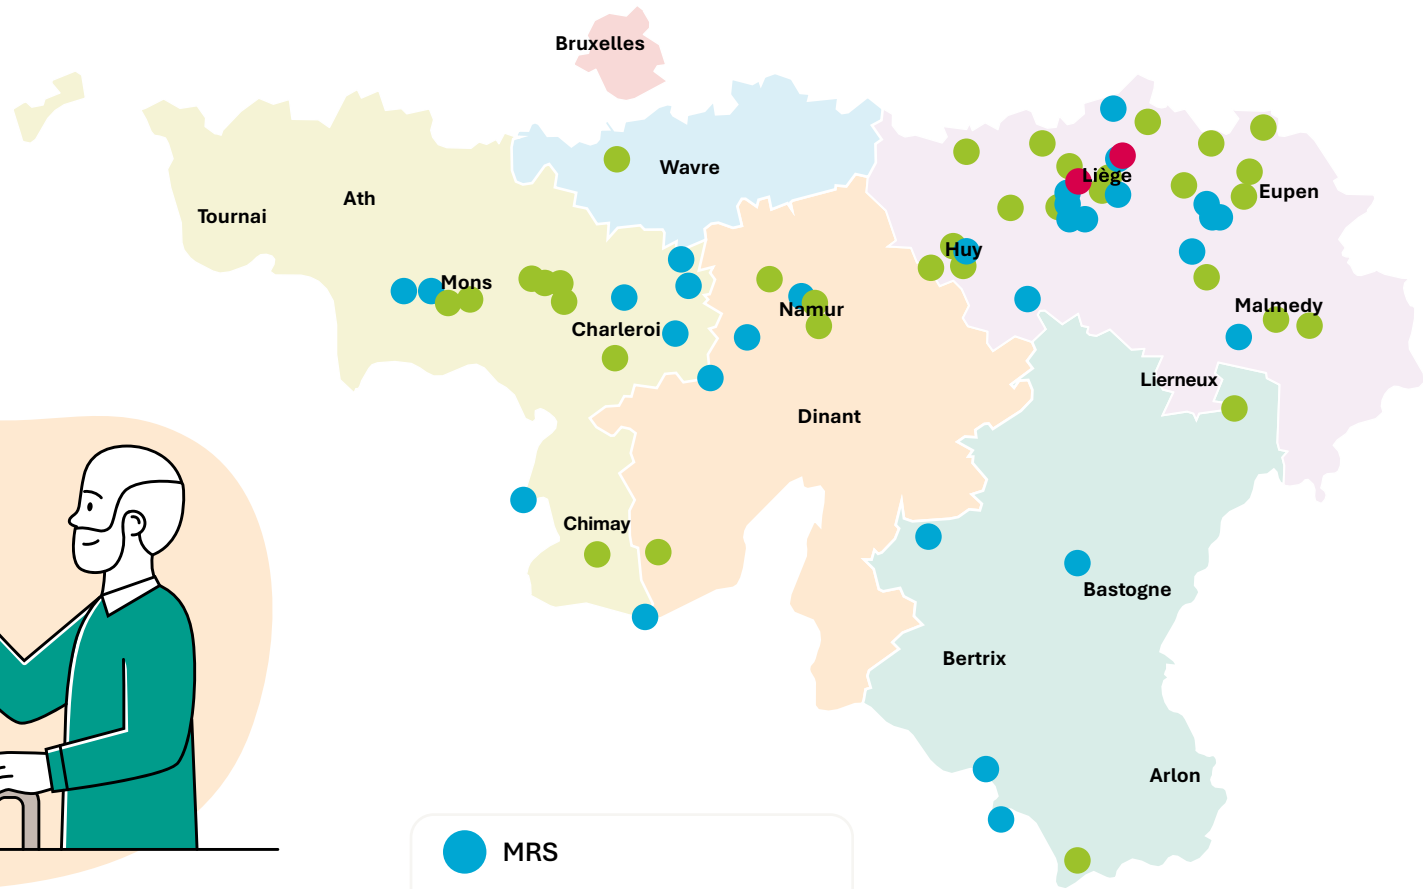 Bruxelles
Wavre
Liège
Eupen
Ath
Tournai
Huy
Mons
Namur
Malmedy
Charleroi
Lierneux
Dinant
Chimay
Bastogne
Bertrix
Arlon
MRS